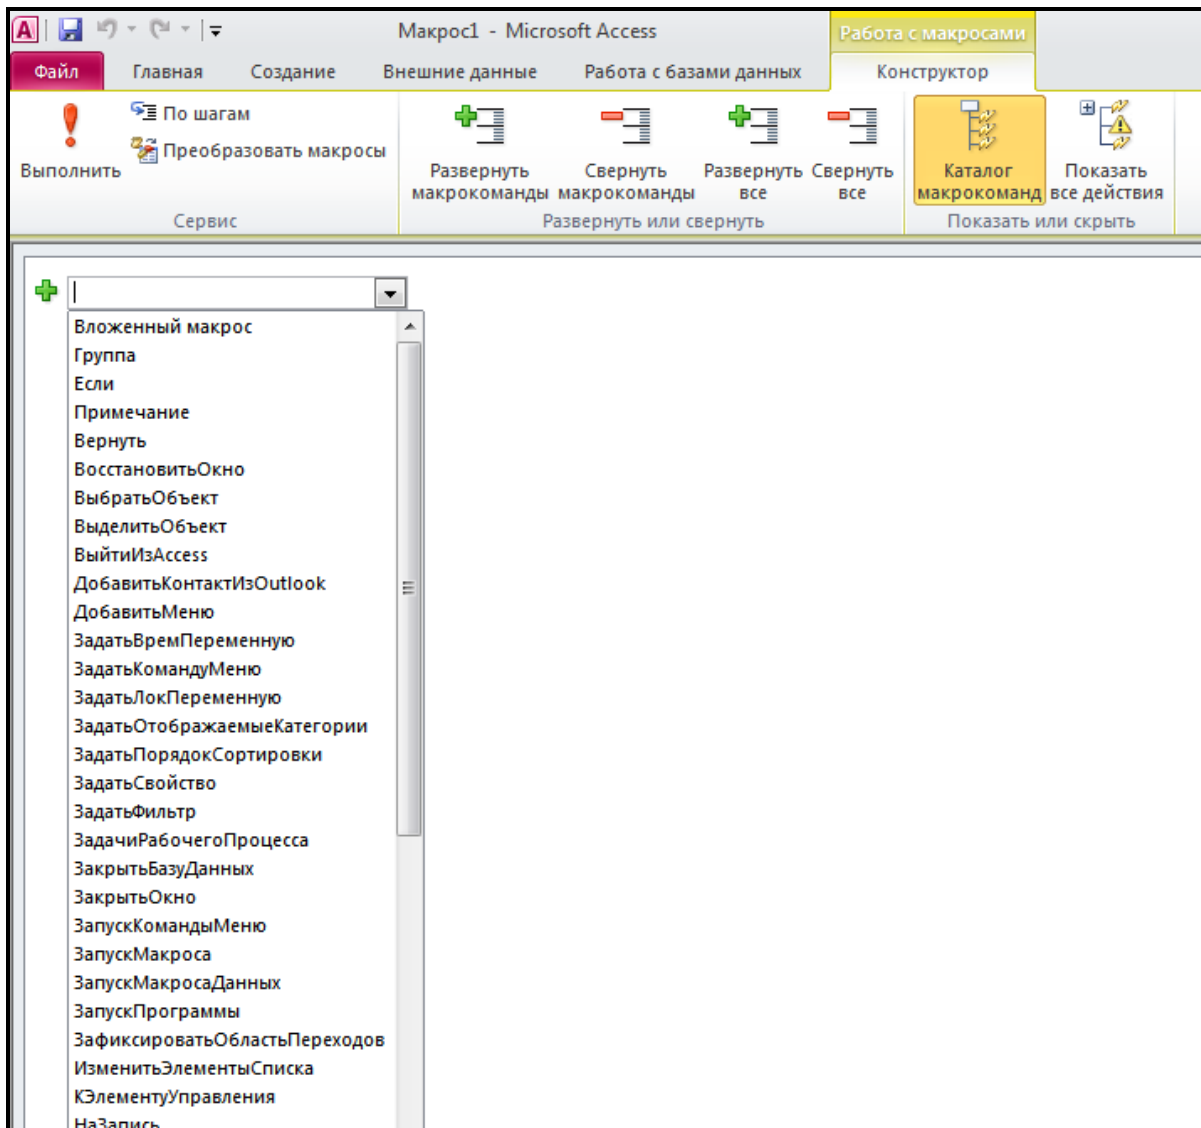 Макрос1 - Microsoft Access
Работа с макросами
Файл Главная Создание Внешние данные Работа с базами данных Конструктор
Выполнить
По шагам
Преобразовать макросы
Развернуть макрокоманды
Свернуть макрокоманды
Развернуть все
Свернуть все
Каталог макрокоманд
Показать все действия
Сервис Развернуть или свернуть Показать или скрыть
Вложенный макрос
Группа
Если
Примечание
Вернуть
ВосстановитьОкно
ВыбратьОбъект
ВыделитьОбъект
ВыйтиИзAccess
ДобавитьКонтактИзOutlook
ДобавитьМеню
ЗадатьВремПеременную
ЗадатьКомандуМеню
ЗадатьЛокПеременную
ЗадатьОтображаемыеКатегории
ЗадатьПорядокСортировки
ЗадатьСвойство
ЗадатьФильтр
ЗадачиРабочегоПроцесса
ЗакрытьБазуДанных
ЗакрытьОкно
ЗапускКомандыМеню
ЗапускМакроса
ЗапускМакросаДанных
ЗапускПрограммы
ЗафиксироватьОбластьПереходов
ИзменитьЭлементыСписка
КЭлементуУправления
НаЗапись